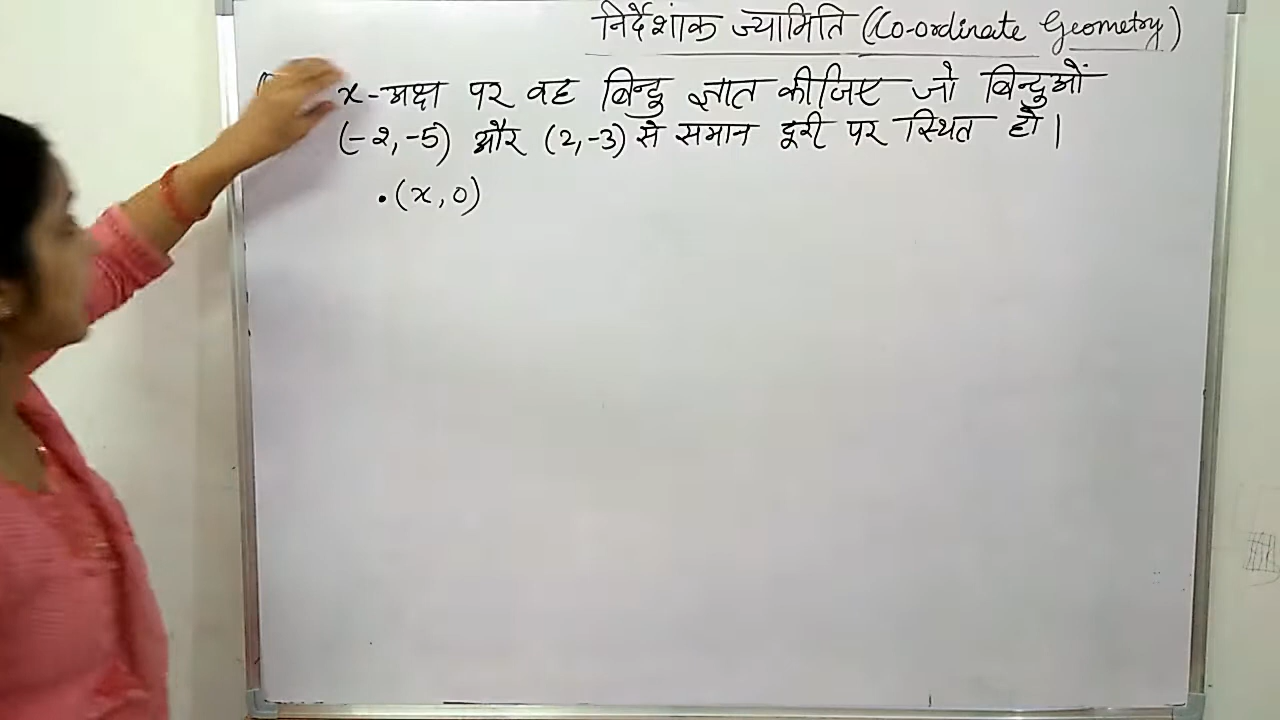 निर्देशांक ज्यामिति (Co-ordinate Geometry)
x-अक्ष पर वह बिन्दु ज्ञात कीजिए जो बिन्दुओं
(-2,-5) और (2,-3) से समान दूरी पर स्थित हो।
.(x,0)